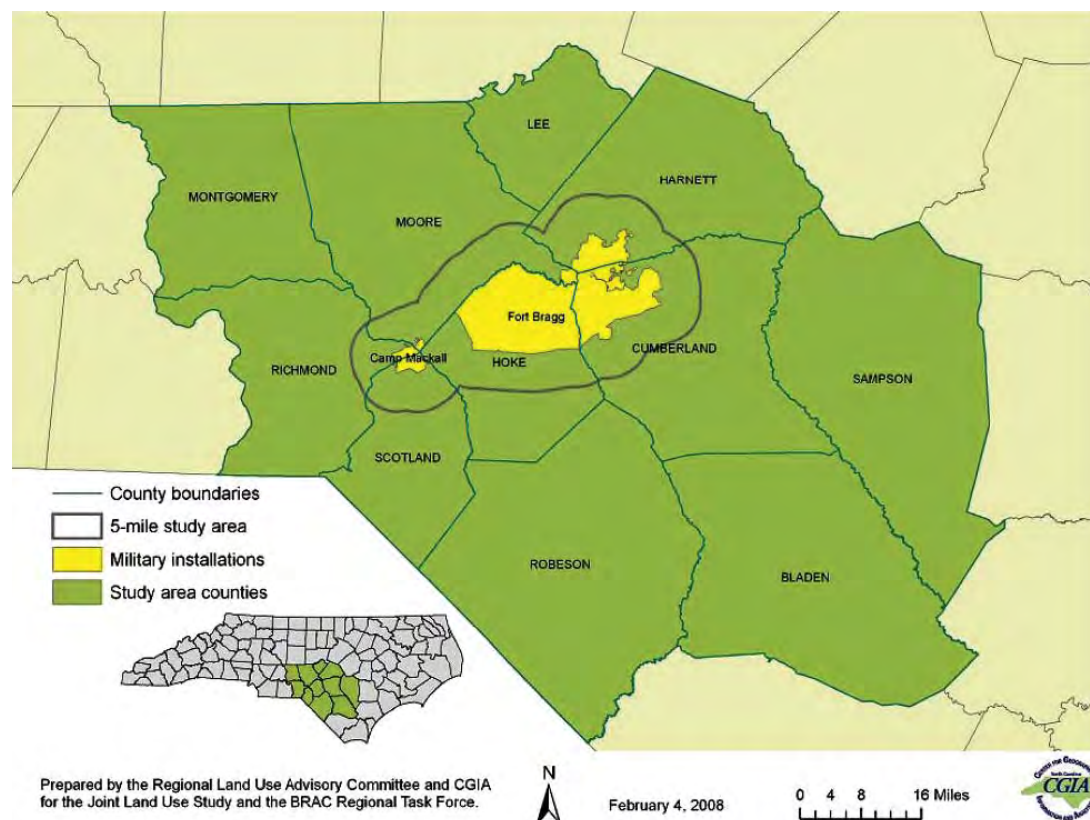 LEE
HARNETT
MONTGOMERY
MOORE
Fort Bragg
Camp Mackall
HOKE
CUMBERLAND
RICHMOND
SAMPSON
SCOTLAND
ROBESON
BLADEN
County boundaries
5-mile study area
Military installations
Study area counties
Prepared by the Regional Land Use Advisory Committee and CGIA
for the Joint Land Use Study and the BRAC Regional Task Force.
N
February 4, 2008
0 4 8 16 Miles
CGIA